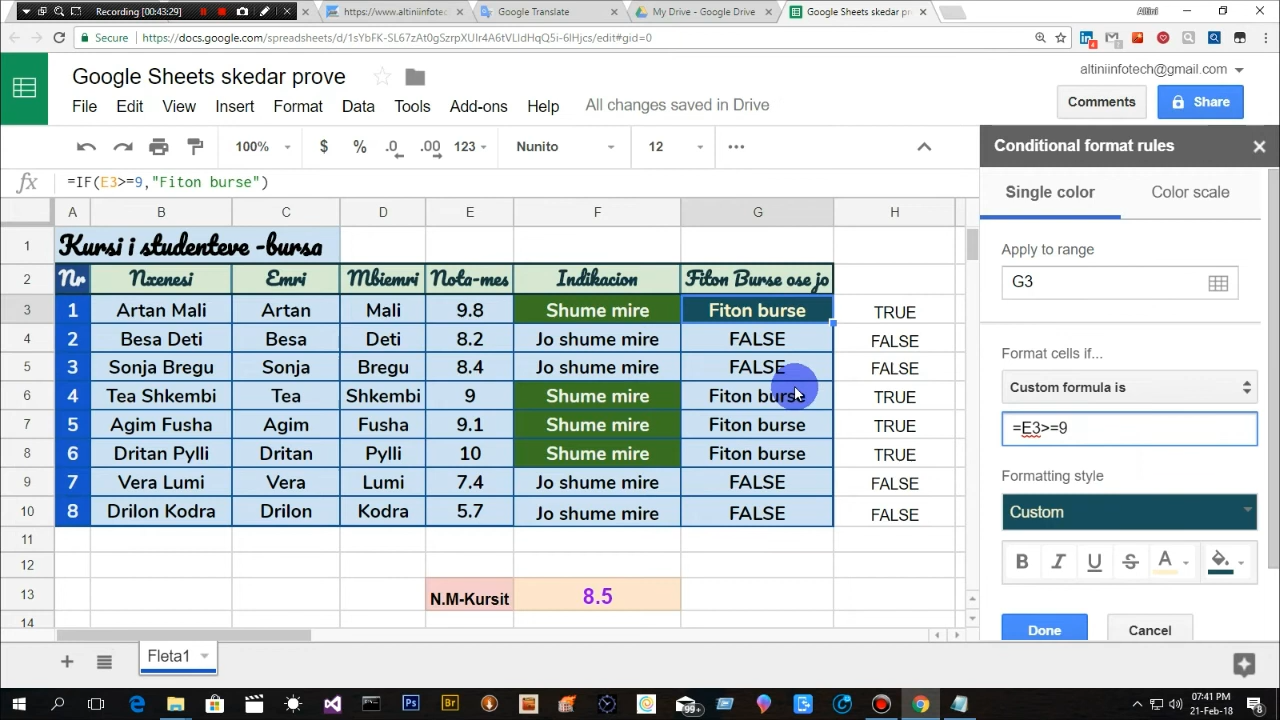 Recording [00:43:29]
https://www.altiniinfotec
Google Translate
My Drive - Google Drive
Google Sheets skedar pro
Altini
Secure
https://docs.google.com/spreadsheets/d/1sYbFK-SL67zAt0gSzrpXUIr4A6tVLIdHqQ5i-6lHjcs/edit#gid=0
Google Sheets skedar prove
altiniinfotech@gmail.com
File Edit View Insert Format Data Tools Add-ons Help All changes saved in Drive
Comments
Share
100% $ % .0 .00 123 Nunito 12
fx =IF(E3>=9,"Fiton burse")
A B C D E F G H
1 Kursi i studenteve -bursa
2 Nr Nxenesi Emri Mbiemri Nota-mes Indikacion Fiton Burse ose jo
3 1 Artan Mali Artan Mali 9.8 Shume mire Fiton burse TRUE
4 2 Besa Deti Besa Deti 8.2 Jo shume mire FALSE FALSE
5 3 Sonja Bregu Sonja Bregu 8.4 Jo shume mire FALSE FALSE
6 4 Tea Shkembi Tea Shkembi 9 Shume mire Fiton burse TRUE
7 5 Agim Fusha Agim Fusha 9.1 Shume mire Fiton burse TRUE
8 6 Dritan Pylli Dritan Pylli 10 Shume mire Fiton burse TRUE
9 7 Vera Lumi Vera Lumi 7.4 Jo shume mire FALSE FALSE
10 8 Drilon Kodra Drilon Kodra 5.7 Jo shume mire FALSE FALSE
11
12
13 N.M-Kursit 8.5
14
Fleta1
Conditional format rules
Single color Color scale
Apply to range
G3
Format cells if...
Custom formula is
=E3>=9
Formatting style
Custom
B I U S A
Done Cancel
99+
07:41 PM
21-Feb-18